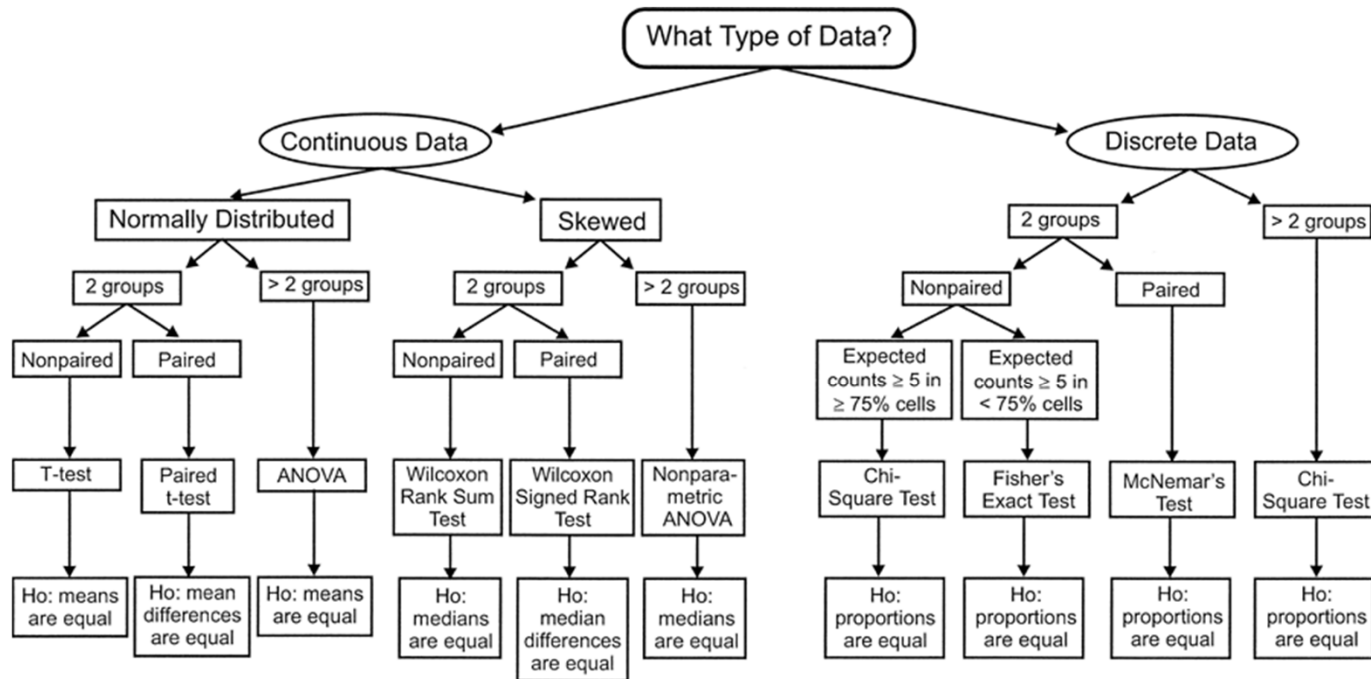 What Type of Data?
Continuous Data
Discrete Data
Normally Distributed
Skewed
2 groups
> 2 groups
2 groups
> 2 groups
2 groups
> 2 groups
Nonpaired
Paired
Nonpaired
Paired
Nonpaired
Paired
Expected
counts ≥ 5 in
≥ 75% cells
Expected
counts ≥ 5 in
< 75% cells
T-test
Paired
t-test
ANOVA
Wilcoxon
Rank Sum
Test
Wilcoxon
Signed Rank
Test
Nonpara-
metric
ANOVA
Chi-
Square Test
Fisher's
Exact Test
McNemar's
Test
Chi-
Square Test
Ho: means
are equal
Ho: mean
differences
are equal
Ho: means
are equal
Ho:
medians
are equal
Ho:
median
differences
are equal
Ho:
medians
are equal
Ho:
proportions
are equal
Ho:
proportions
are equal
Ho:
proportions
are equal
Ho:
proportions
are equal